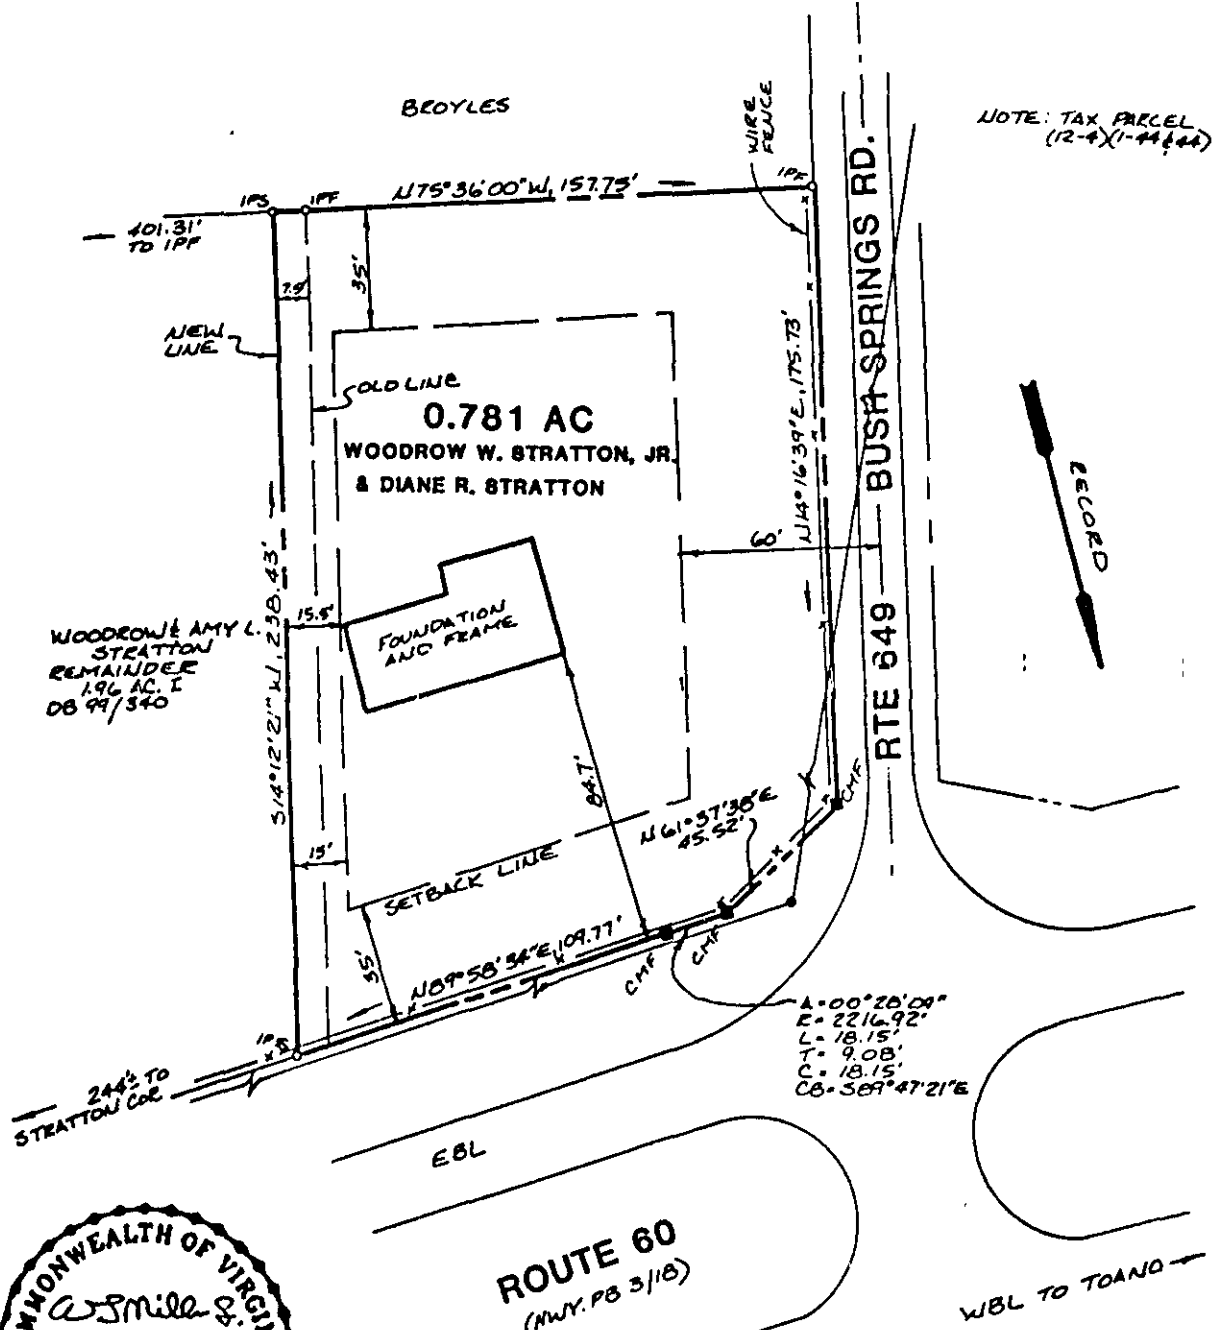 BROYLES
WIRE
FENCE
NOTE: TAX PARCEL
(12-4)(1-44 & 44)
IPS
IPF
N75°36'00"W, 157.75'
IPF
401.31'
TO IPF
35'
7.5'
NEW
LINE
OLD LINE
0.781 AC
WOODROW W. STRATTON, JR.
& DIANE R. STRATTON
N14°16'39"E, 175.73'
RTE 649 BUSH SPRINGS RD.
RECORD
60'
S14°12'21"W, 238.43'
15.5'
FOUNDATION
AND FRAME
WOODROW & AMY L.
STRATTON
REMAINDER
1.96 AC. ±
DB 99/340
84.7'
15'
SETBACK LINE
N61°37'38"E
45.52'
CMF
35'
N89°58'34"E, 109.77'
CMF
CMF
IPS
244'± TO
STRATTON COR
Δ=00°28'09"
R=2216.92'
L=18.15'
T=9.08'
C=18.15'
CB=S89°47'21"E
EBL
ROUTE 60
(HWY. PB 3/18)
WBL TO TOANO
COMMONWEALTH OF VIRGINIA